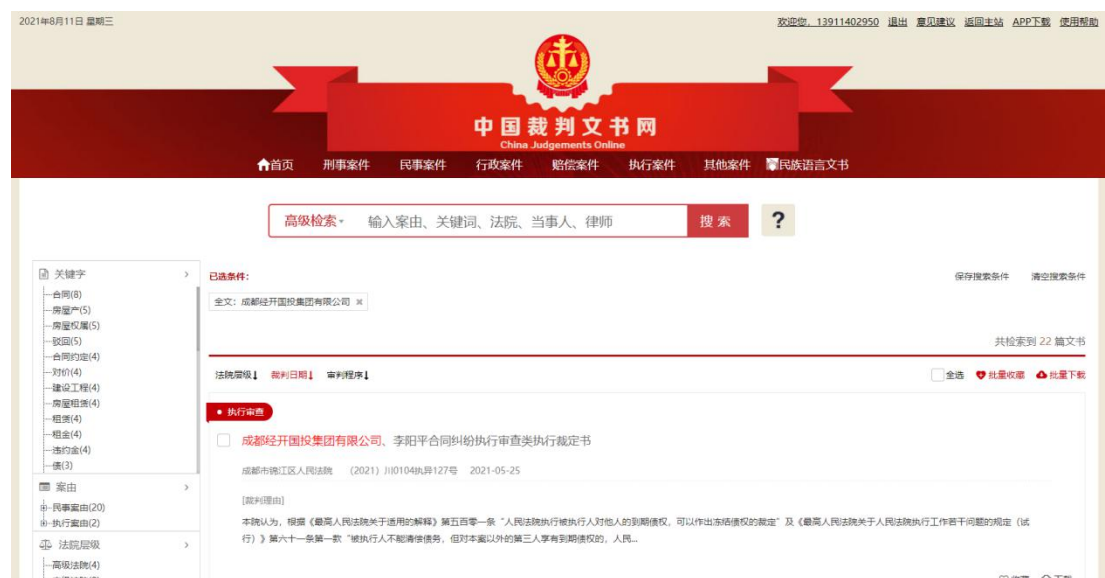 2021年8月11日 星期三
欢迎您，13911402950 退出 意见建议 返回主站 APP下载 使用帮助
中国裁判文书网
China Judgements Online
首页 刑事案件 民事案件 行政案件 赔偿案件 执行案件 其他案件 民族语言文书
高级检索 输入案由、关键词、法院、当事人、律师 搜索 ?
关键字
合同(8)
房屋产(5)
房屋权属(5)
驳回(5)
合同约定(4)
对价(4)
建设工程(4)
房屋租赁(4)
租赁(4)
租金(4)
违约金(4)
债(3)
案由
民事案由(20)
执行案由(2)
法院层级
高级法院(4)
已选条件：
保存搜索条件 清空搜索条件
全文：成都经开国投集团有限公司
共检索到 22 篇文书
法院层级 裁判日期 审判程序
全选 批量收藏 批量下载
执行审查
成都经开国投集团有限公司、李阳平合同纠纷执行审查类执行裁定书
成都市锦江区人民法院 （2021）川0104执异127号 2021-05-25
[裁判理由]
本院认为，根据《最高人民法院关于适用的解释》第五百零一条“人民法院执行被执行人对他人的到期债权，可以作出冻结债权的裁定”及《最高人民法院关于人民法院执行工作若干问题的规定（试
行）》第六十一条第一款“被执行人不能清偿债务，但对本案以外的第三人享有到期债权的，人民...